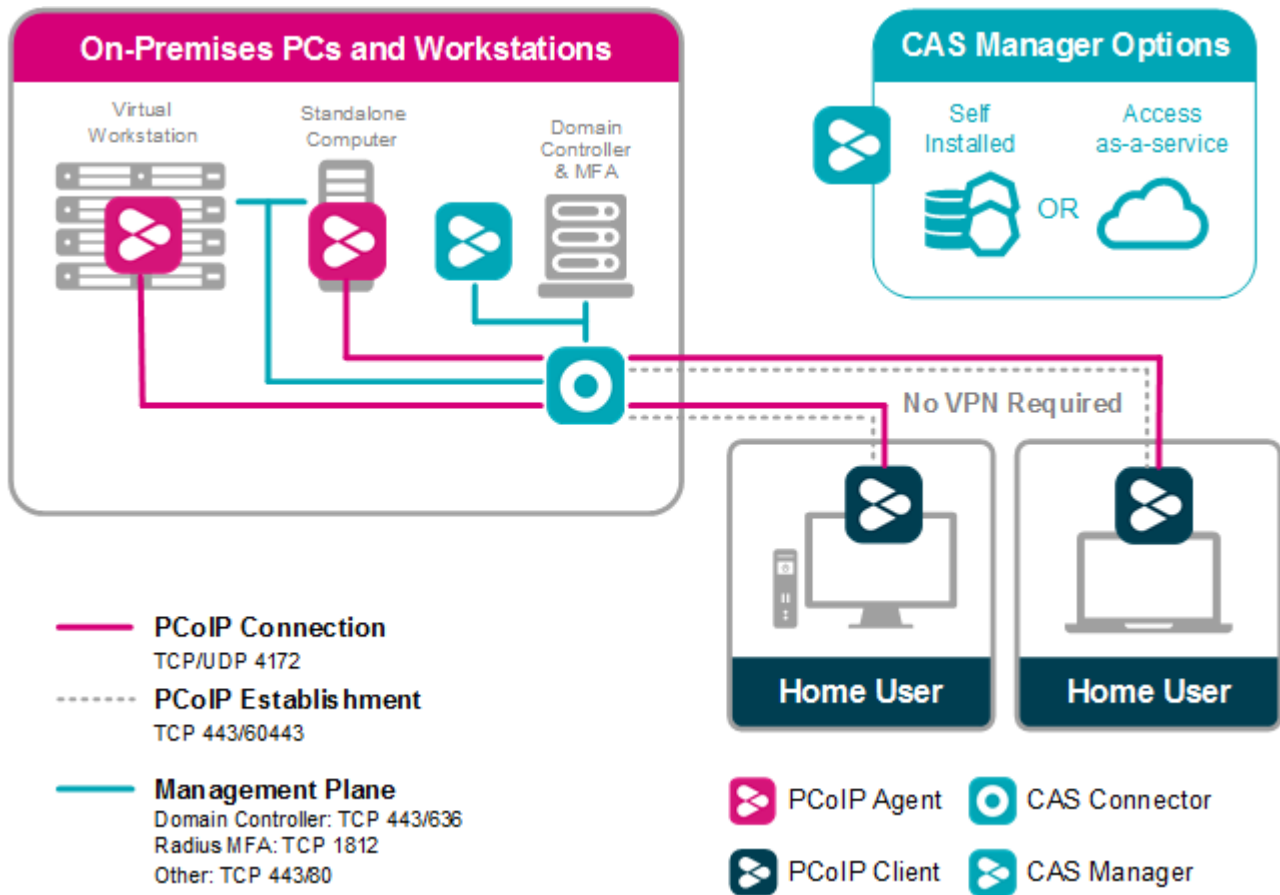 On-Premises PCs and Workstations
Virtual
Workstation
Standalone
Computer
Domain
Controller
& MFA
CAS Manager Options
Self
Installed
OR
Access
as-a-service
No VPN Required
Home User
Home User
PCoIP Connection
TCP/UDP 4172
PCoIP Establishment
TCP 443/60443
Management Plane
Domain Controller: TCP 443/636
Radius MFA: TCP 1812
Other: TCP 443/80
PCoIP Agent
CAS Connector
PCoIP Client
CAS Manager